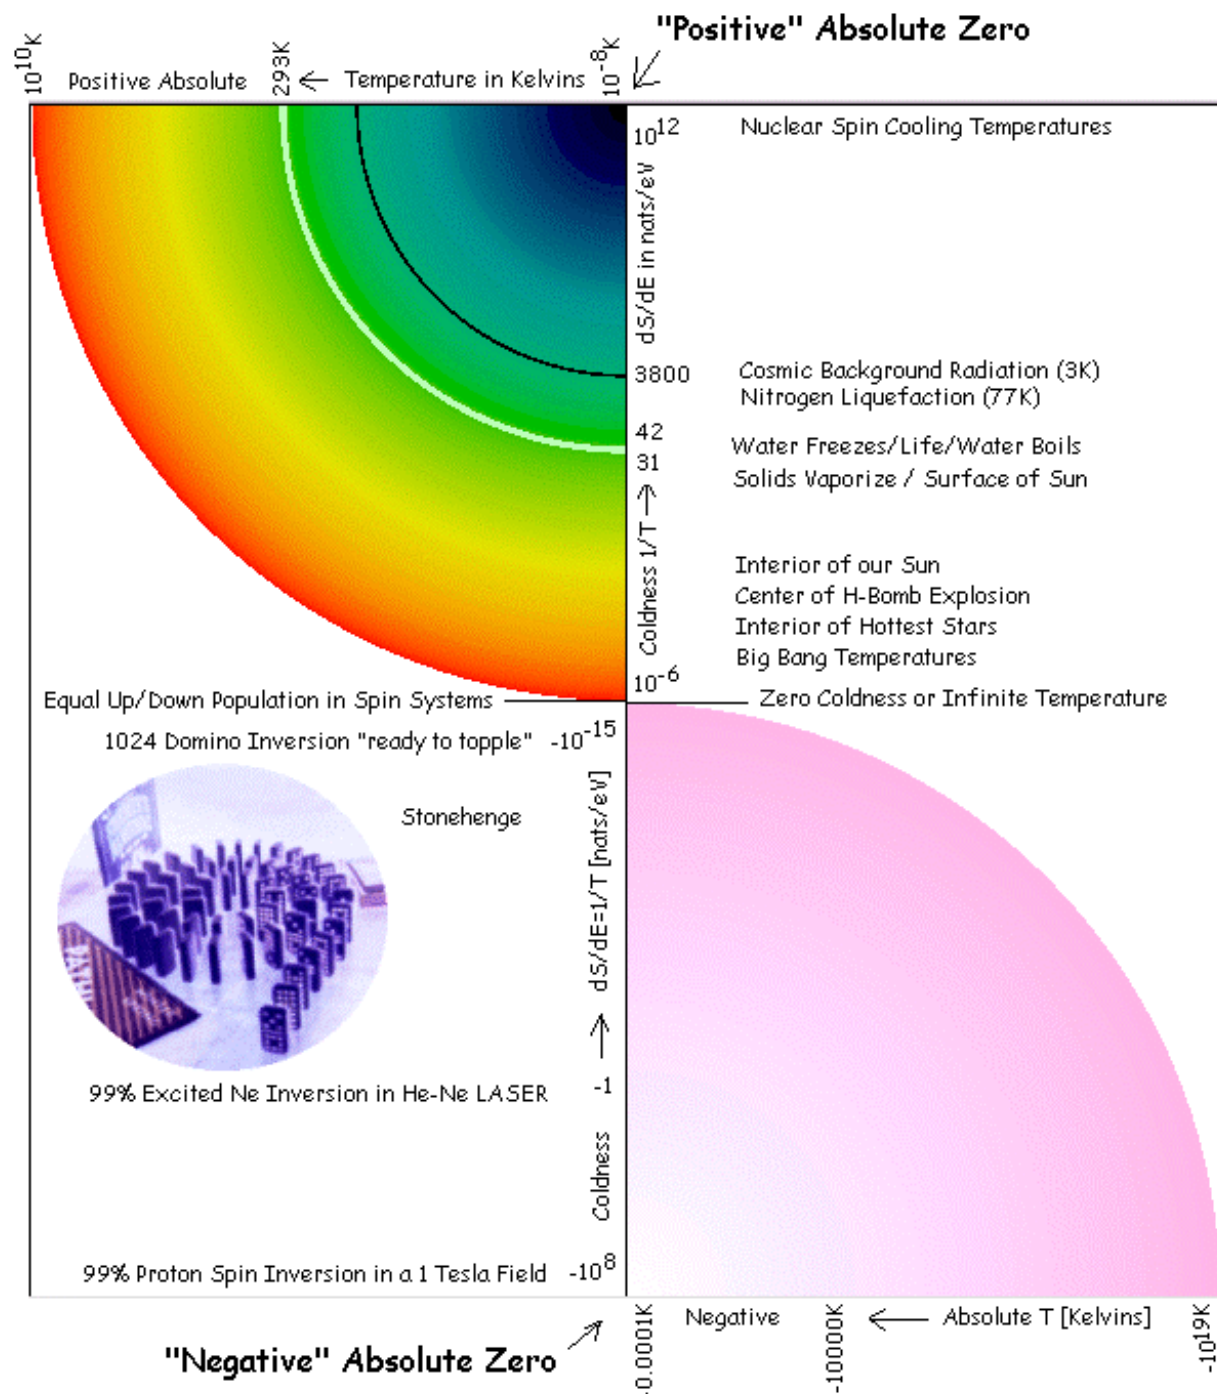 "Positive" Absolute Zero
10^10K
Positive Absolute
293K
← Temperature in Kelvins
10^-8K
10^12
Nuclear Spin Cooling Temperatures
dS/dE in nats/eV
3800
Cosmic Background Radiation (3K)
Nitrogen Liquefaction (77K)
42
Water Freezes/Life/Water Boils
31
Solids Vaporize / Surface of Sun
Coldness 1/T →
Interior of our Sun
Center of H-Bomb Explosion
Interior of Hottest Stars
Big Bang Temperatures
10^-6
Equal Up/Down Population in Spin Systems
Zero Coldness or Infinite Temperature
1024 Domino Inversion "ready to topple"
-10^-15
Stonehenge
dS/dE=1/T [nats/eV]
99% Excited Ne Inversion in He-Ne LASER
-1
Coldness →
99% Proton Spin Inversion in a 1 Tesla Field
-10^8
-0.0001K
Negative
-10000K
← Absolute T [Kelvins]
-10^19K
"Negative" Absolute Zero